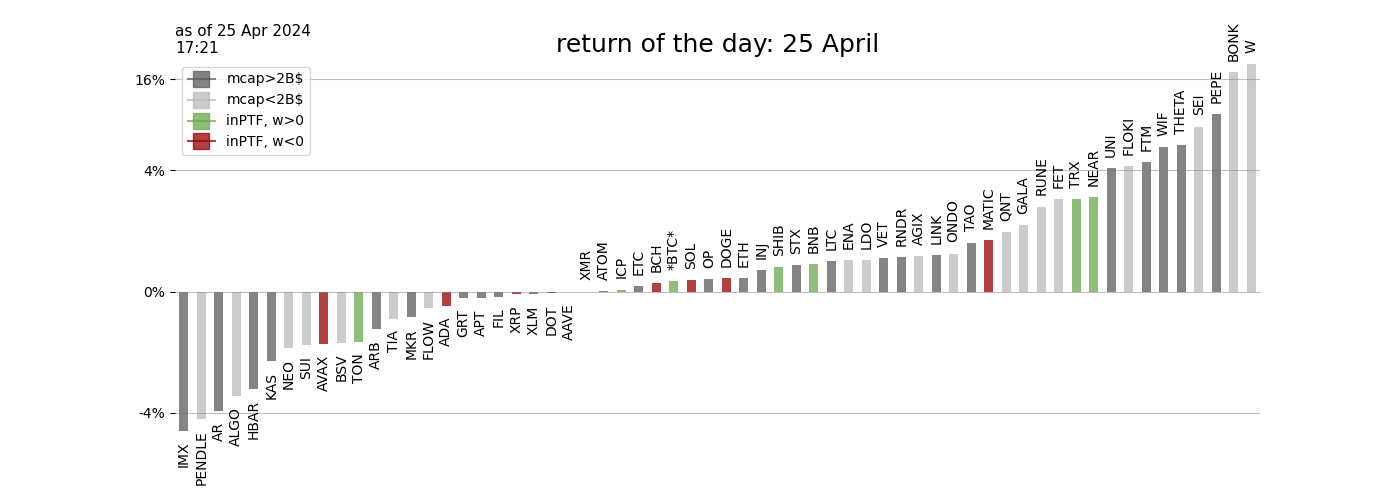 as of 25 Apr 2024
17:21
return of the day: 25 April
mcap>2B$
mcap<2B$
inPTF, w>0
inPTF, w<0
16%
4%
0%
-4%
IMX
PENDLE
AR
ALGO
HBAR
KAS
NEO
SUI
AVAX
BSV
TON
ARB
TIA
MKR
FLOW
ADA
GRT
APT
FIL
XRP
XLM
DOT
AAVE
XMR
ATOM
ICP
ETC
BCH
*BTC*
SOL
OP
DOGE
ETH
INJ
SHIB
STX
BNB
LTC
ENA
LDO
VET
RNDR
AGIX
LINK
ONDO
TAO
MATIC
QNT
GALA
RUNE
FET
TRX
NEAR
UNI
FLOKI
FTM
WIF
THETA
SEI
PEPE
BONK
W